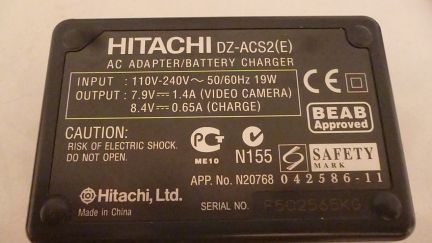 HITACHI DZ-ACS2(E)
AC ADAPTER/BATTERY CHARGER
INPUT : 110V-240V~ 50/60Hz 19W
OUTPUT : 7.9V⎓ 1.4A (VIDEO CAMERA)
8.4V⎓ 0.65A (CHARGE)
CE
BEAB
Approved
CAUTION:
RISK OF ELECTRIC SHOCK.
DO NOT OPEN.
PCT
ME10
N155
S
SAFETY
MARK
APP. No. N20768 042586-11
Hitachi, Ltd.
Made in China
SERIAL NO.